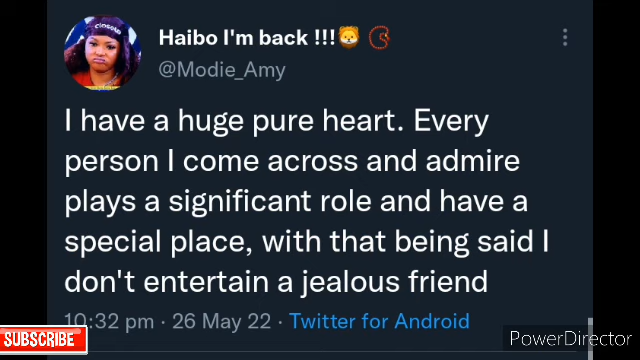 Haibo I'm back !!!🦁 📿
@Modie_Amy
I have a huge pure heart. Every
person I come across and admire
plays a significant role and have a
special place, with that being said I
don't entertain a jealous friend
10:32 pm · 26 May 22 · Twitter for Android
SUBSCRIBE
PowerDirector